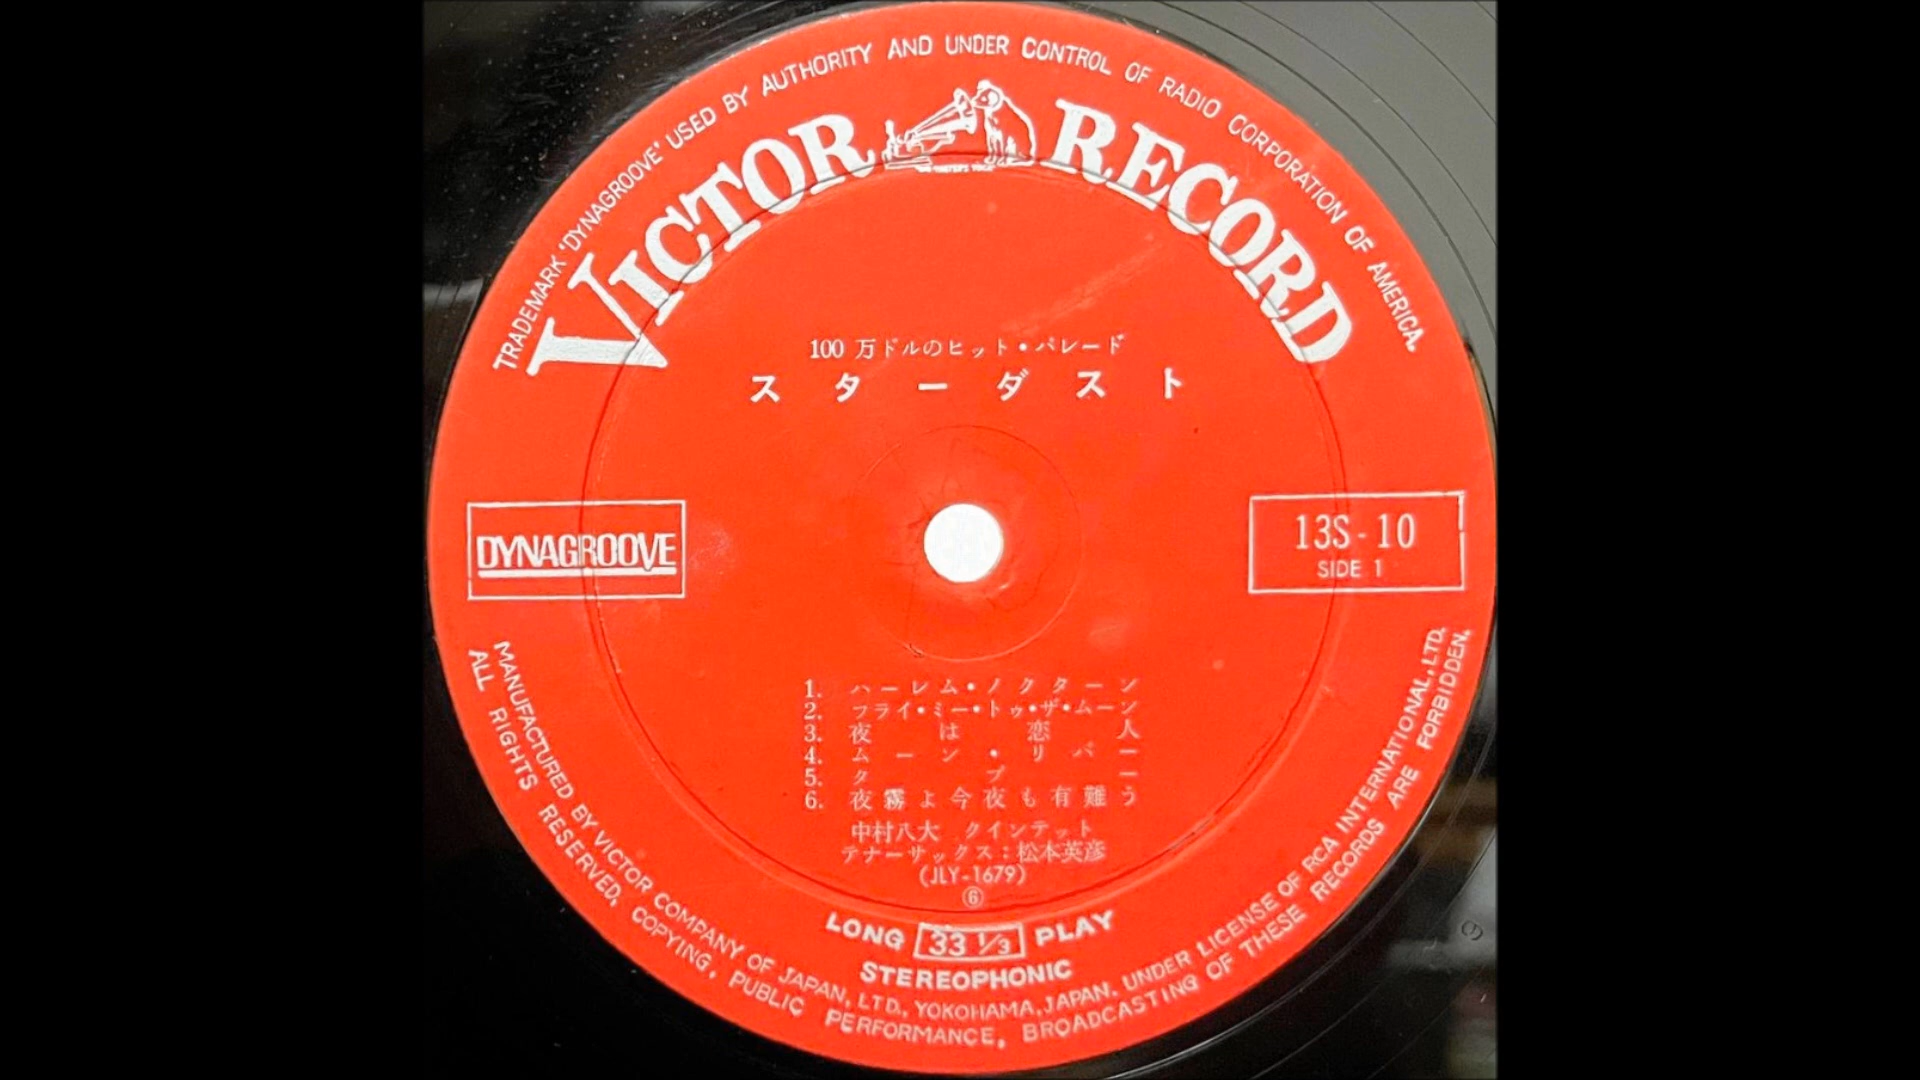 TRADEMARK "DYNAGROOVE" USED BY AUTHORITY AND UNDER CONTROL OF RADIO CORPORATION OF AMERICA.
VICTOR RECORD
100 万ドルのヒット・パレード
スターダスト
DYNAGROOVE
13S-10
SIDE 1
1. ハーレム・ノクターン
2. フライ・ミー・トゥ・ザ・ムーン
3. 夜は恋人
4. ムーン・リバー
5. タブー
6. 夜霧よ今夜も有難う
中村八大 クインテット
テナーサックス:松本英彦
(JLY-1679)
⑥
LONG 33 1/3 PLAY
STEREOPHONIC
MANUFACTURED BY VICTOR COMPANY OF JAPAN, LTD., YOKOHAMA, JAPAN. UNDER LICENSE OF RCA INTERNATIONAL, LTD.
ALL RIGHTS RESERVED. COPYING, PUBLIC PERFORMANCE, BROADCASTING OF THESE RECORDS ARE FORBIDDEN.